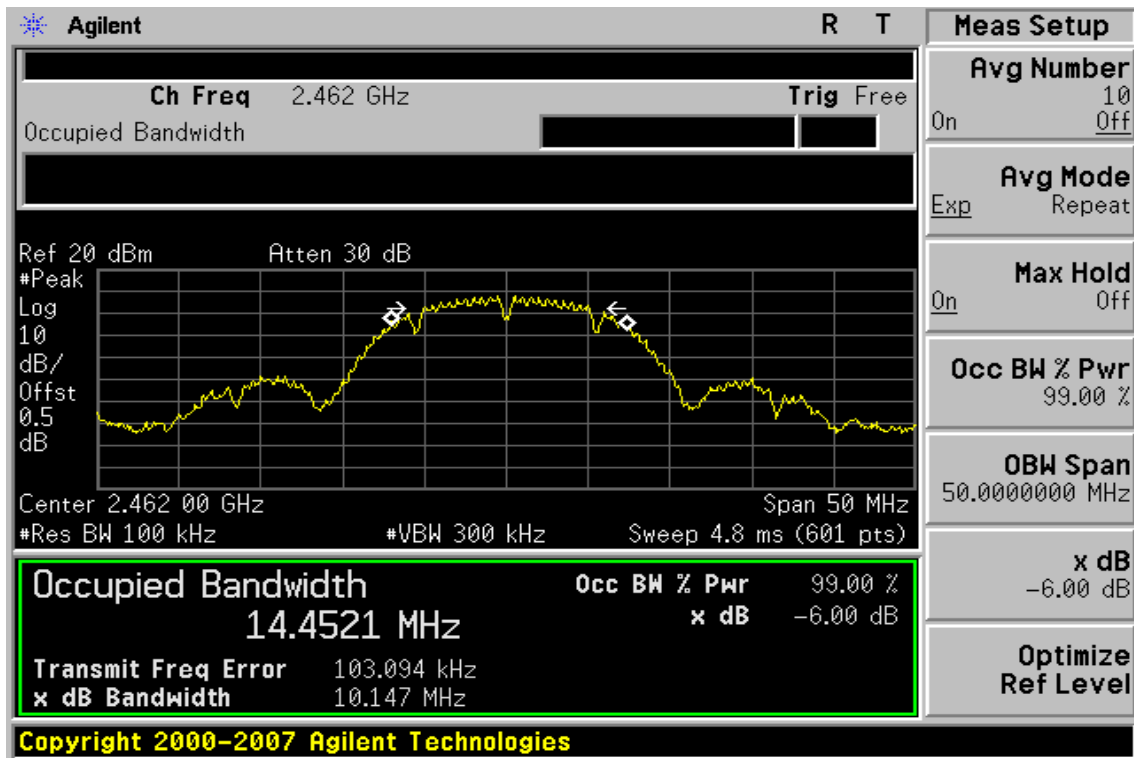 Agilent R T
Ch Freq 2.462 GHz Trig Free
Occupied Bandwidth
Ref 20 dBm Atten 30 dB
#Peak
Log
10
dB/
Offst
0.5
dB
Center 2.462 00 GHz Span 50 MHz
#Res BW 100 kHz #VBW 300 kHz Sweep 4.8 ms (601 pts)
Occupied Bandwidth Occ BW % Pwr 99.00 %
14.4521 MHz x dB -6.00 dB
Transmit Freq Error 103.094 kHz
x dB Bandwidth 10.147 MHz
Copyright 2000-2007 Agilent Technologies
Meas Setup
Avg Number
10
On Off
Avg Mode
Exp Repeat
Max Hold
On Off
Occ BW % Pwr
99.00 %
OBW Span
50.0000000 MHz
x dB
-6.00 dB
Optimize
Ref Level